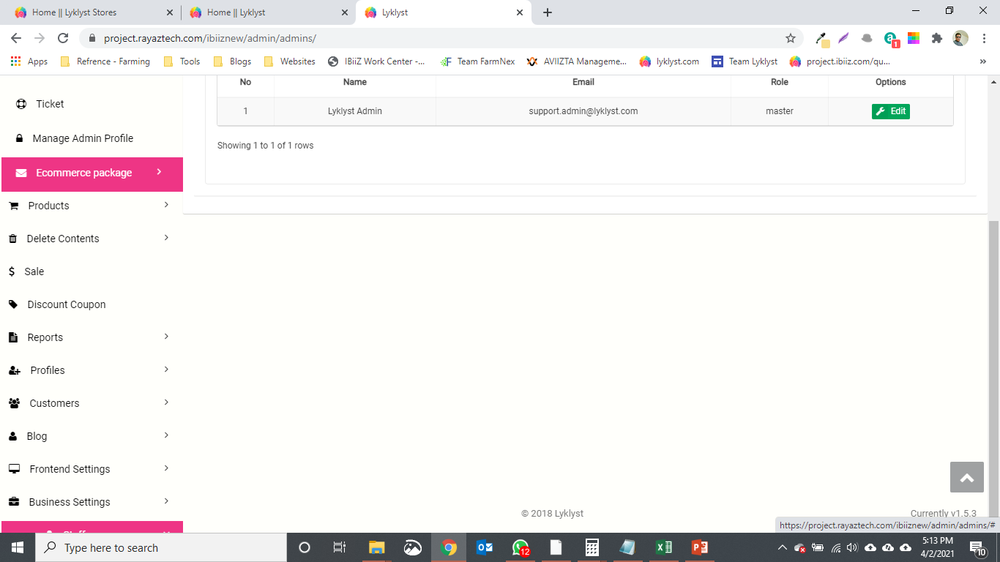 Home || Lyklyst Stores
Home || Lyklyst
Lyklyst
project.rayaztech.com/ibiiznew/admin/admins/
1
Apps
Refrence - Farming
Tools
Blogs
Websites
IBiiZ Work Center -...
Team FarmNex
AVIIZTA Manageme...
lyklyst.com
Team Lyklyst
project.ibiiz.com/qu...
»
No Name Email Role Options
1 Lyklyst Admin support.admin@lyklyst.com master Edit
Showing 1 to 1 of 1 rows
Ticket
Manage Admin Profile
Ecommerce package
Products
Delete Contents
Sale
Discount Coupon
Reports
Profiles
Customers
Blog
Frontend Settings
Business Settings
© 2018 Lyklyst
Currently v1.5.3
https://project.rayaztech.com/ibiiznew/admin/admins/#
Type here to search
12
5:13 PM
4/2/2021
10